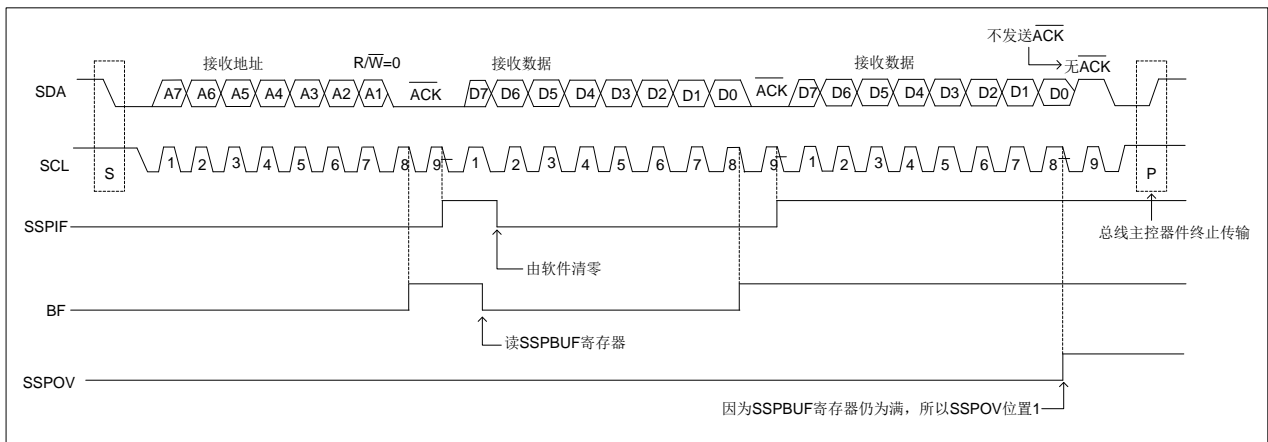 不发送ACK
接收地址 R/W=0 接收数据 接收数据 无ACK
SDA A7 A6 A5 A4 A3 A2 A1 ACK D7 D6 D5 D4 D3 D2 D1 D0 ACK D7 D6 D5 D4 D3 D2 D1 D0
SCL S 1 2 3 4 5 6 7 8 9 1 2 3 4 5 6 7 8 9 1 2 3 4 5 6 7 8 9 P
SSPIF
总线主控器件终止传输
由软件清零
BF
读SSPBUF寄存器
SSPOV
因为SSPBUF寄存器仍为满，所以SSPOV位置1